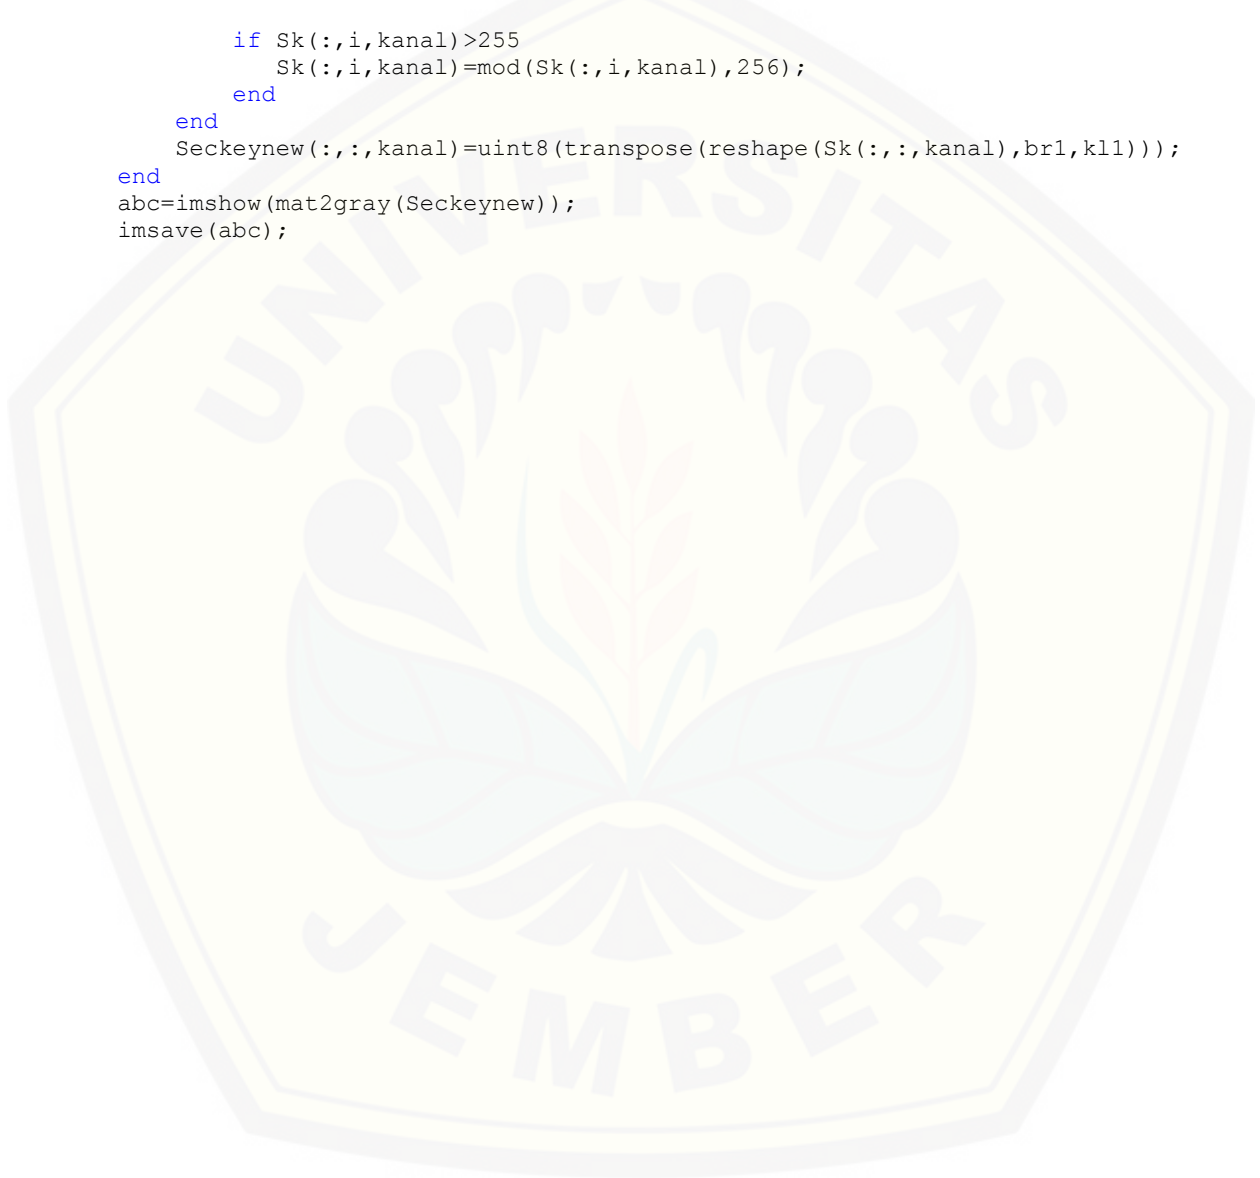 if Sk(:,i,kanal)>255
           Sk(:,i,kanal)=mod(Sk(:,i,kanal),256);
        end
    end
    Seckeynew(:,:,kanal)=uint8(transpose(reshape(Sk(:,:,kanal),br1,kl1)));
end
abc=imshow(mat2gray(Seckeynew));
imsave(abc);
UNIVERSITAS
JEMBER